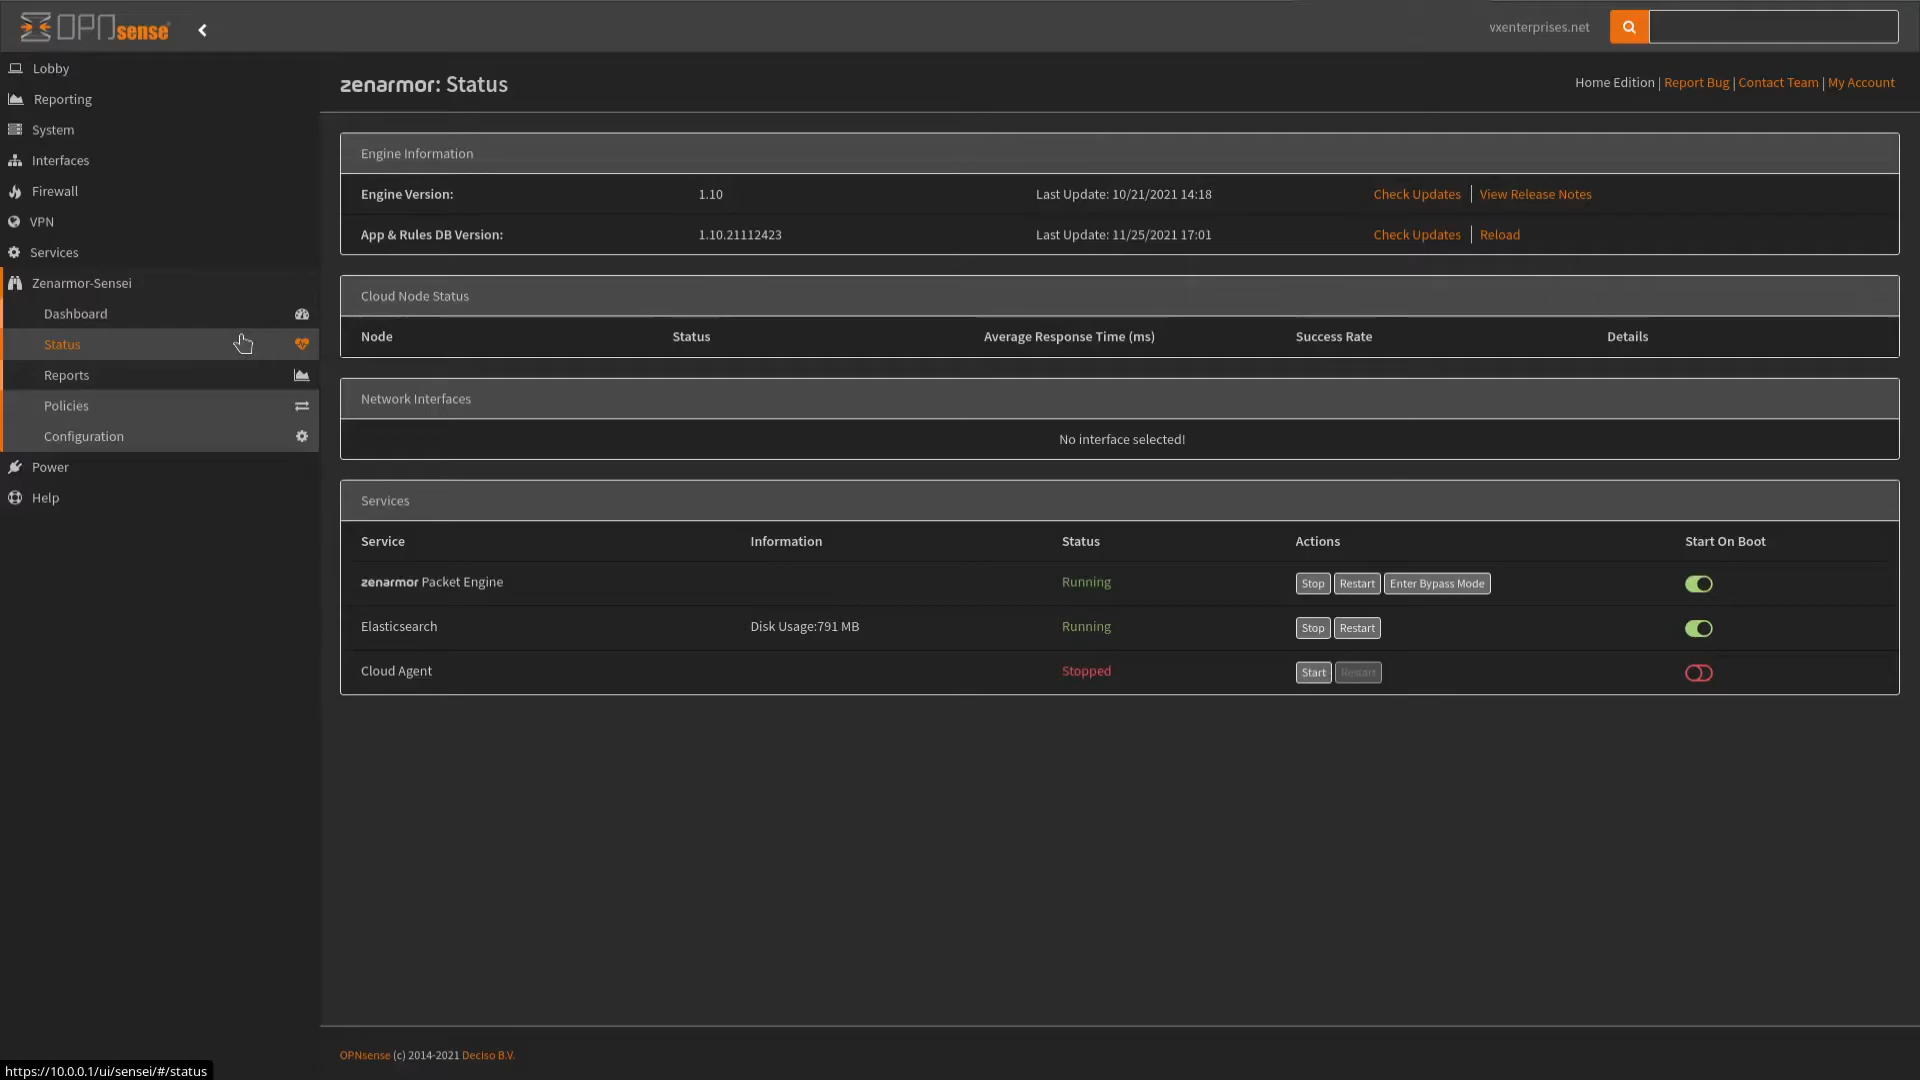 OPNsense
vxenterprises.net
Lobby
Reporting
System
Interfaces
Firewall
VPN
Services
Zenarmor-Sensei
Dashboard
Status
Reports
Policies
Configuration
Power
Help
zenarmor: Status
Home Edition | Report Bug | Contact Team | My Account
Engine Information
Engine Version: 1.10 Last Update: 10/21/2021 14:18 Check Updates | View Release Notes
App & Rules DB Version: 1.10.21112423 Last Update: 11/25/2021 17:01 Check Updates | Reload
Cloud Node Status
Node Status Average Response Time (ms) Success Rate Details
Network Interfaces
No interface selected!
Services
Service Information Status Actions Start On Boot
zenarmor Packet Engine Running Stop Restart Enter Bypass Mode
Elasticsearch Disk Usage:791 MB Running Stop Restart
Cloud Agent Stopped Start Restart
OPNsense (c) 2014-2021 Deciso B.V.
https://10.0.0.1/ui/sensei/#/status